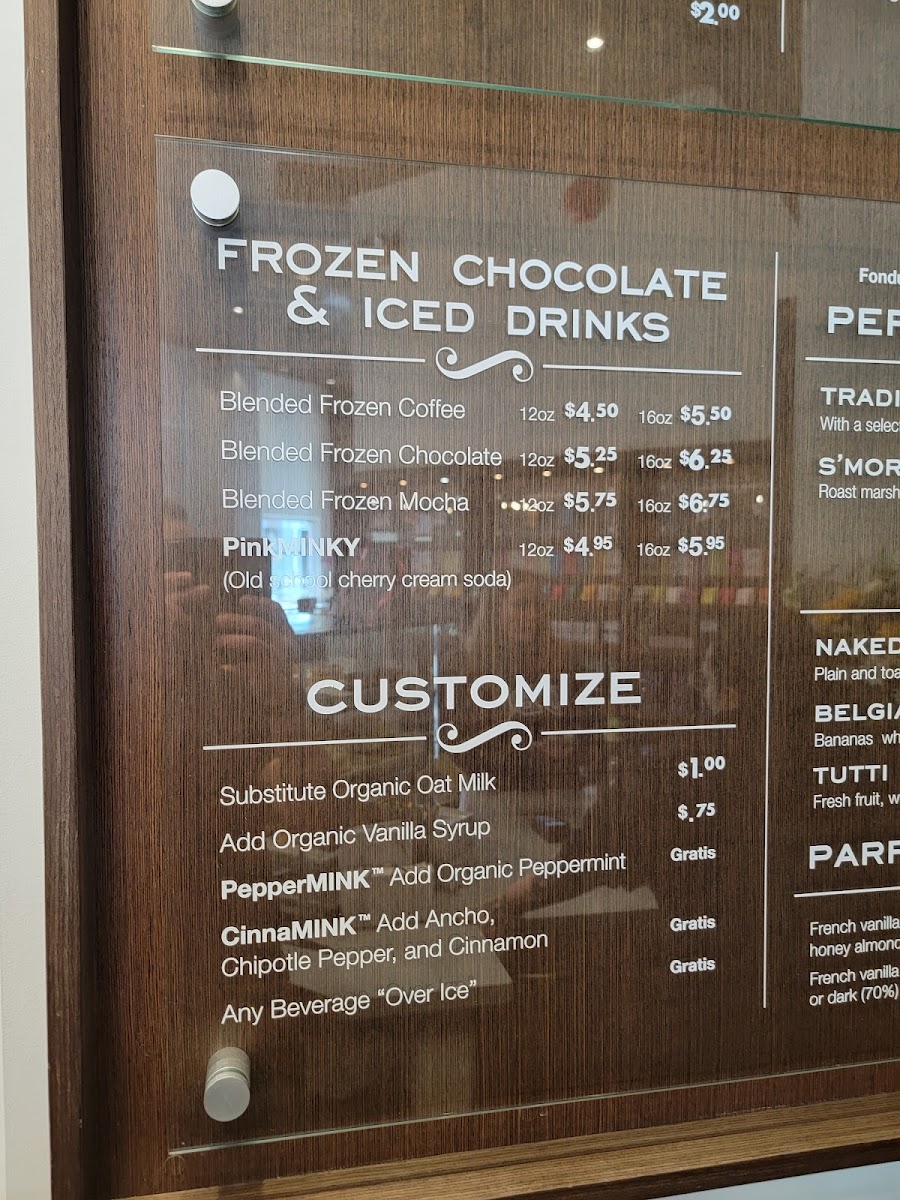 $2.00
FROZEN CHOCOLATE
& ICED DRINKS
Blended Frozen Coffee 12oz $4.50 16oz $5.50
Blended Frozen Chocolate 12oz $5.25 16oz $6.25
Blended Frozen Mocha 12oz $5.75 16oz $6.75
PinkMINKY 12oz $4.95 16oz $5.95
(Old school cherry cream soda)
CUSTOMIZE
Substitute Organic Oat Milk $1.00
Add Organic Vanilla Syrup $.75
PepperMINK™ Add Organic Peppermint Gratis
CinnaMINK™ Add Ancho, Gratis
Chipotle Pepper, and Cinnamon
Any Beverage “Over Ice” Gratis
Fondu
PER
TRADI
With a selec
S'MOR
Roast marsh
NAKED
Plain and toa
BELGIA
Bananas wh
TUTTI
Fresh fruit, w
PARF
French vanilla
honey almond
French vanilla
or dark (70%)